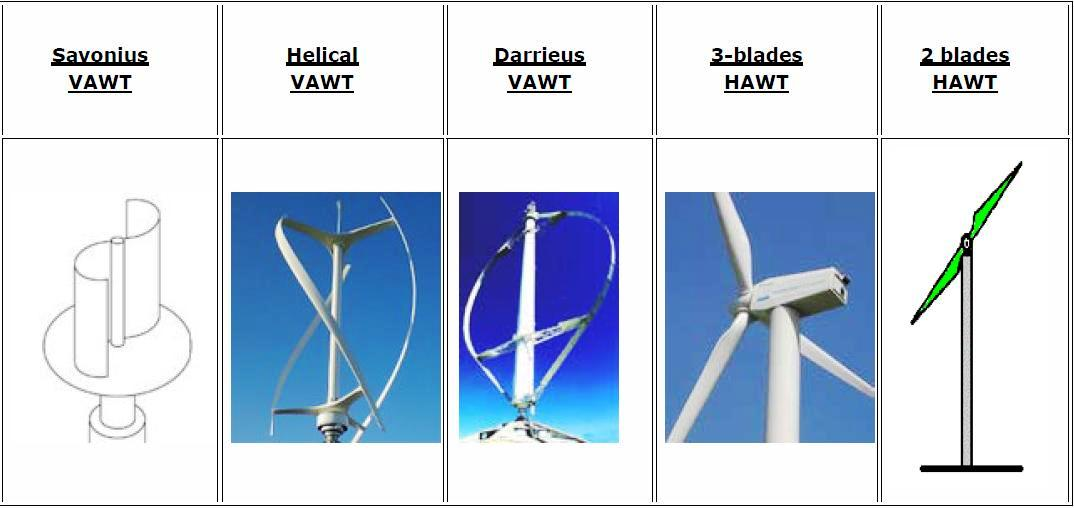 Savonius
VAWT
Helical
VAWT
Darrieus
VAWT
3-blades
HAWT
2 blades
HAWT